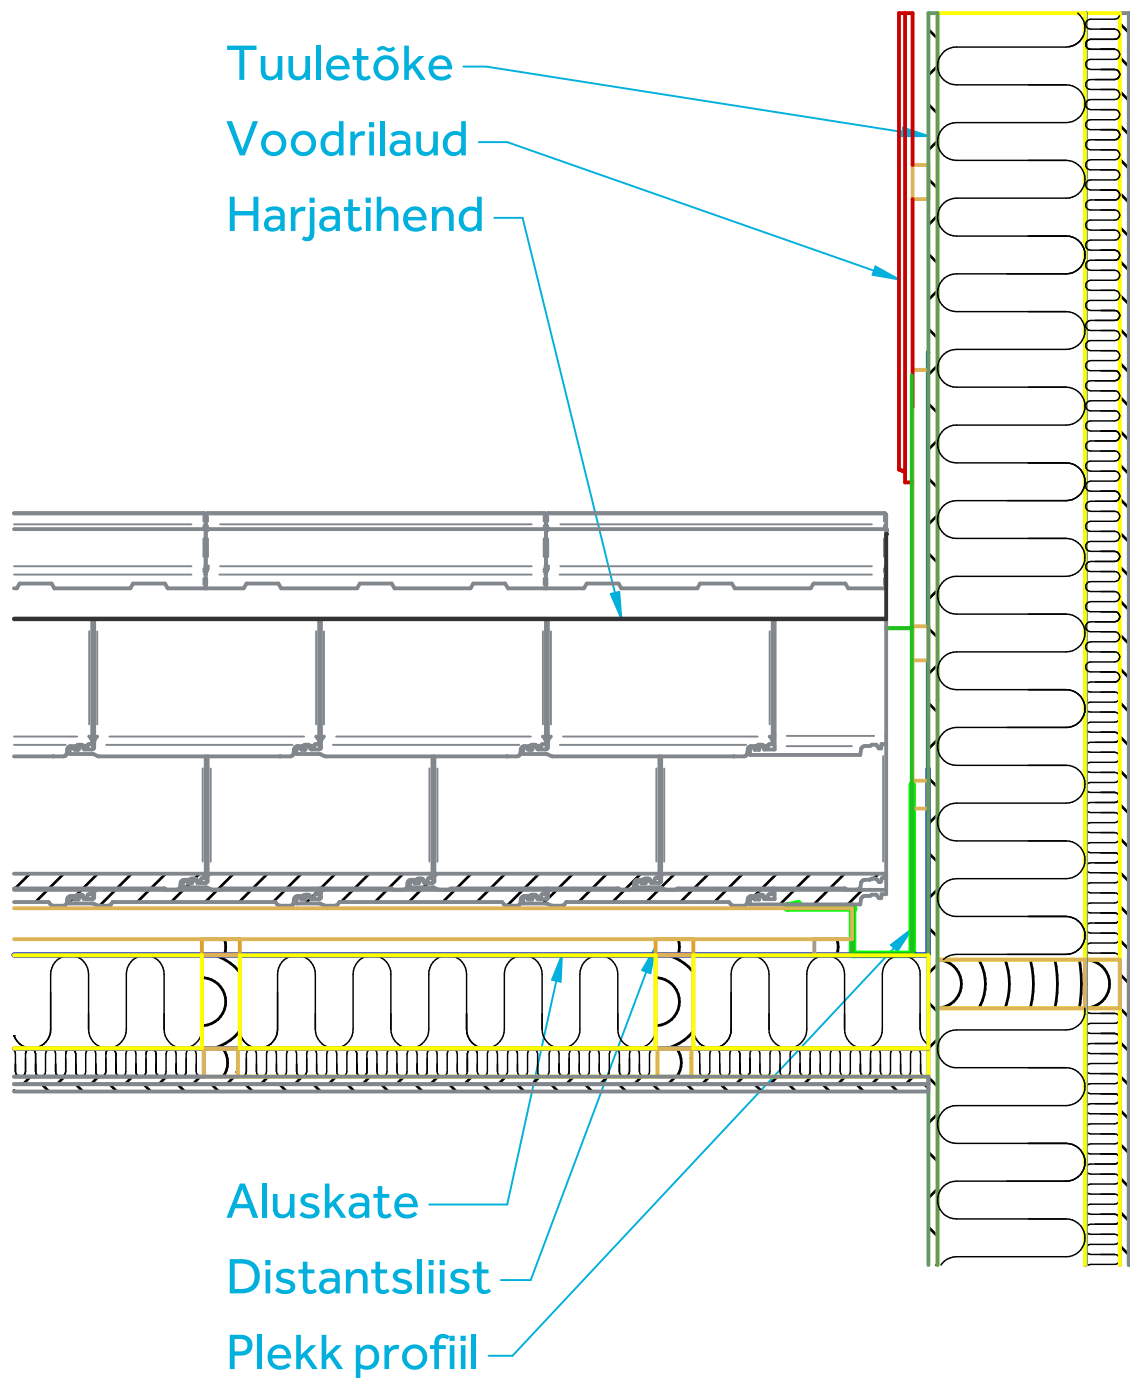 Tuuletõke
Voodrilaud
Harjatihend
Aluskate
Distantsliist
Plekk profiil